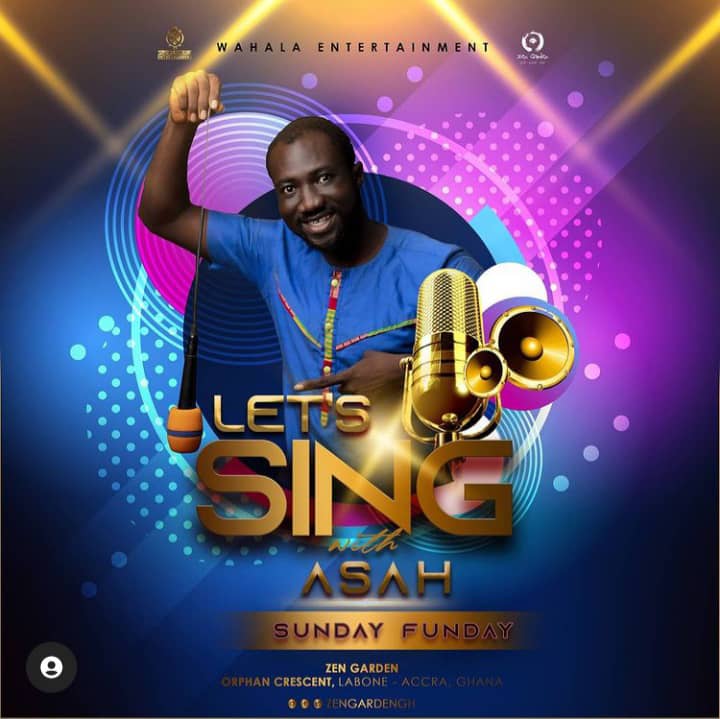 WAHALA ENTERTAINMENT
LET'S
SING
with
ASAH
SUNDAY FUNDAY
ZEN GARDEN
ORPHAN CRESCENT, LABONE - ACCRA, GHANA
ZENGARDENGH